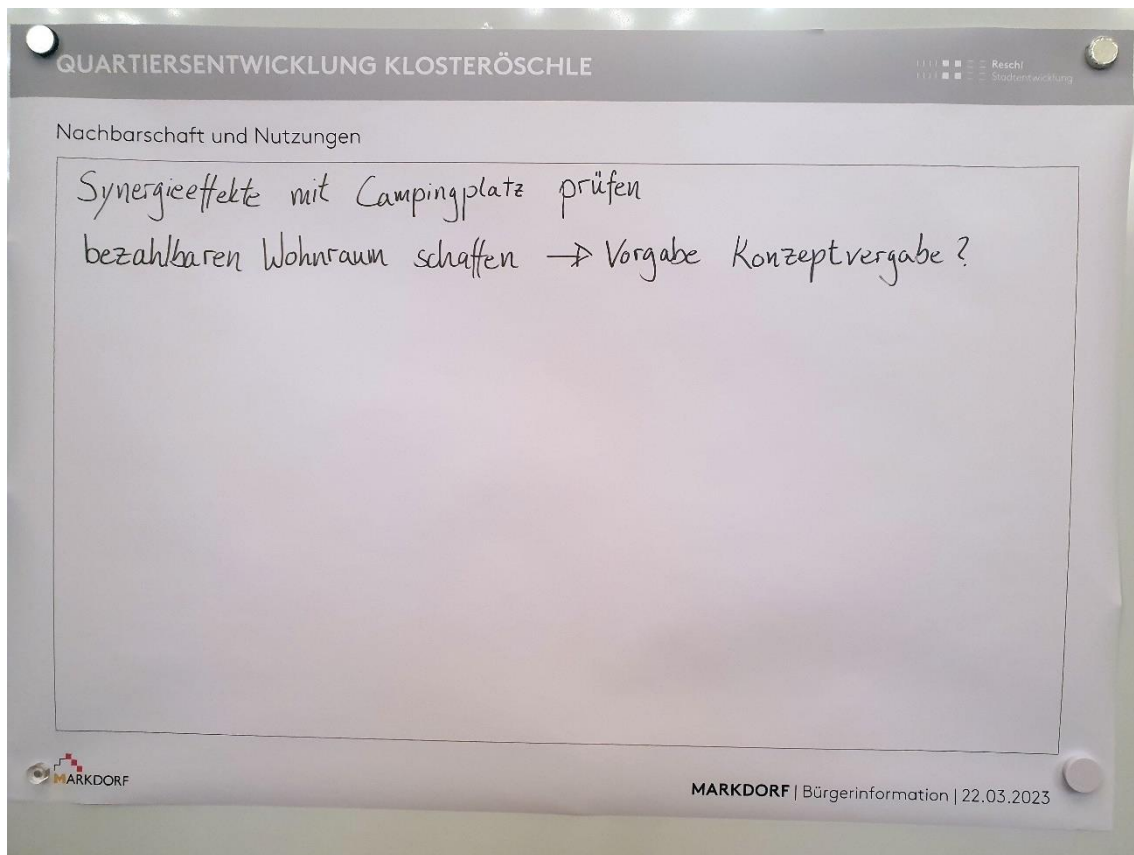 QUARTIERSENTWICKLUNG KLOSTERÖSCHLE
Reschl
Stadtentwicklung
Nachbarschaft und Nutzungen
Synergieeffekte mit Campingplatz prüfen
bezahlbaren Wohnraum schaffen → Vorgabe Konzeptvergabe?
MARKDORF
MARKDORF | Bürgerinformation | 22.03.2023